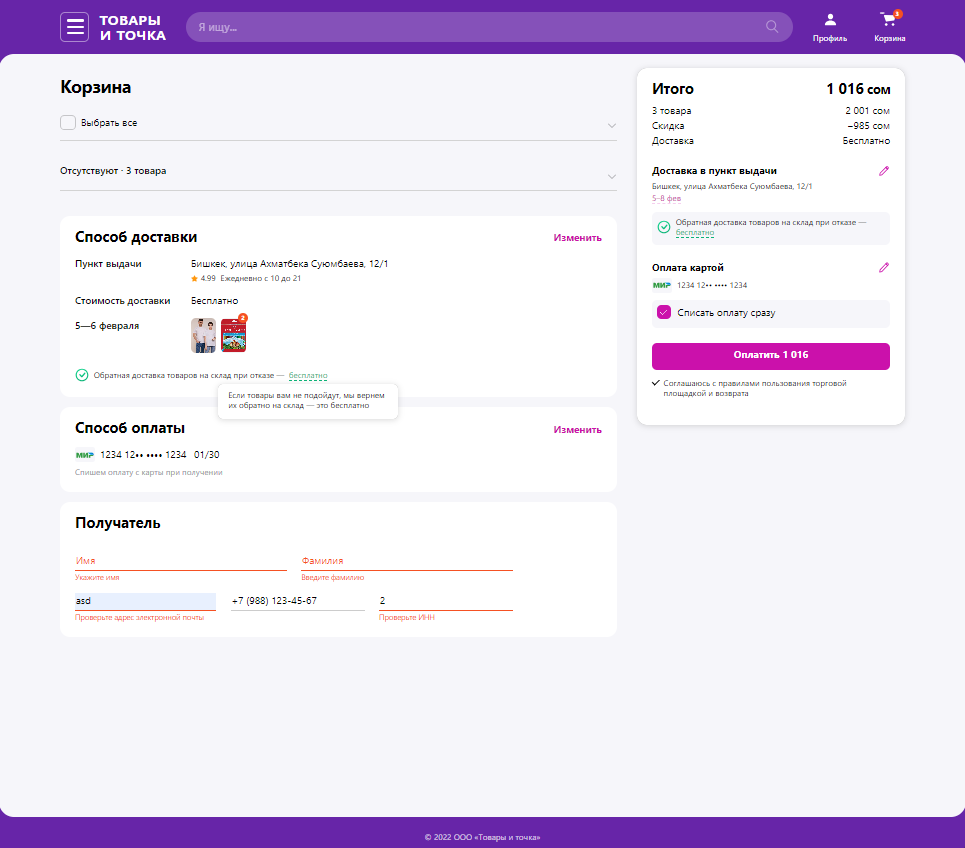 ТОВАРЫ
И ТОЧКА
Я ищу...
Профиль
3
Корзина
Корзина
Выбрать все
Отсутствуют · 3 товара
Способ доставки
Изменить
Пункт выдачи
Бишкек, улица Ахматбека Суюмбаева, 12/1
4.99 Ежедневно с 10 до 21
Стоимость доставки
Бесплатно
5—6 февраля
2
Обратная доставка товаров на склад при отказе — бесплатно
Если товары вам не подойдут, мы вернем
их обратно на склад — это бесплатно
Способ оплаты
Изменить
МИР 1234 12•• •••• 1234 01/30
Спишем оплату с карты при получении
Получатель
Имя
Фамилия
Укажите имя
Введите фамилию
asd
+7 (988) 123-45-67
2
Проверьте адрес электронной почты
Проверьте ИНН
Итого
1 016 сом
3 товара
2 001 сом
Скидка
−985 сом
Доставка
Бесплатно
Доставка в пункт выдачи
Бишкек, улица Ахматбека Суюмбаева, 12/1
5–8 фев
Обратная доставка товаров на склад при отказе —
бесплатно
Оплата картой
МИР 1234 12•• •••• 1234
Списать оплату сразу
Оплатить 1 016
Соглашаюсь с правилами пользования торговой
площадкой и возврата
© 2022 ООО «Товары и точка»